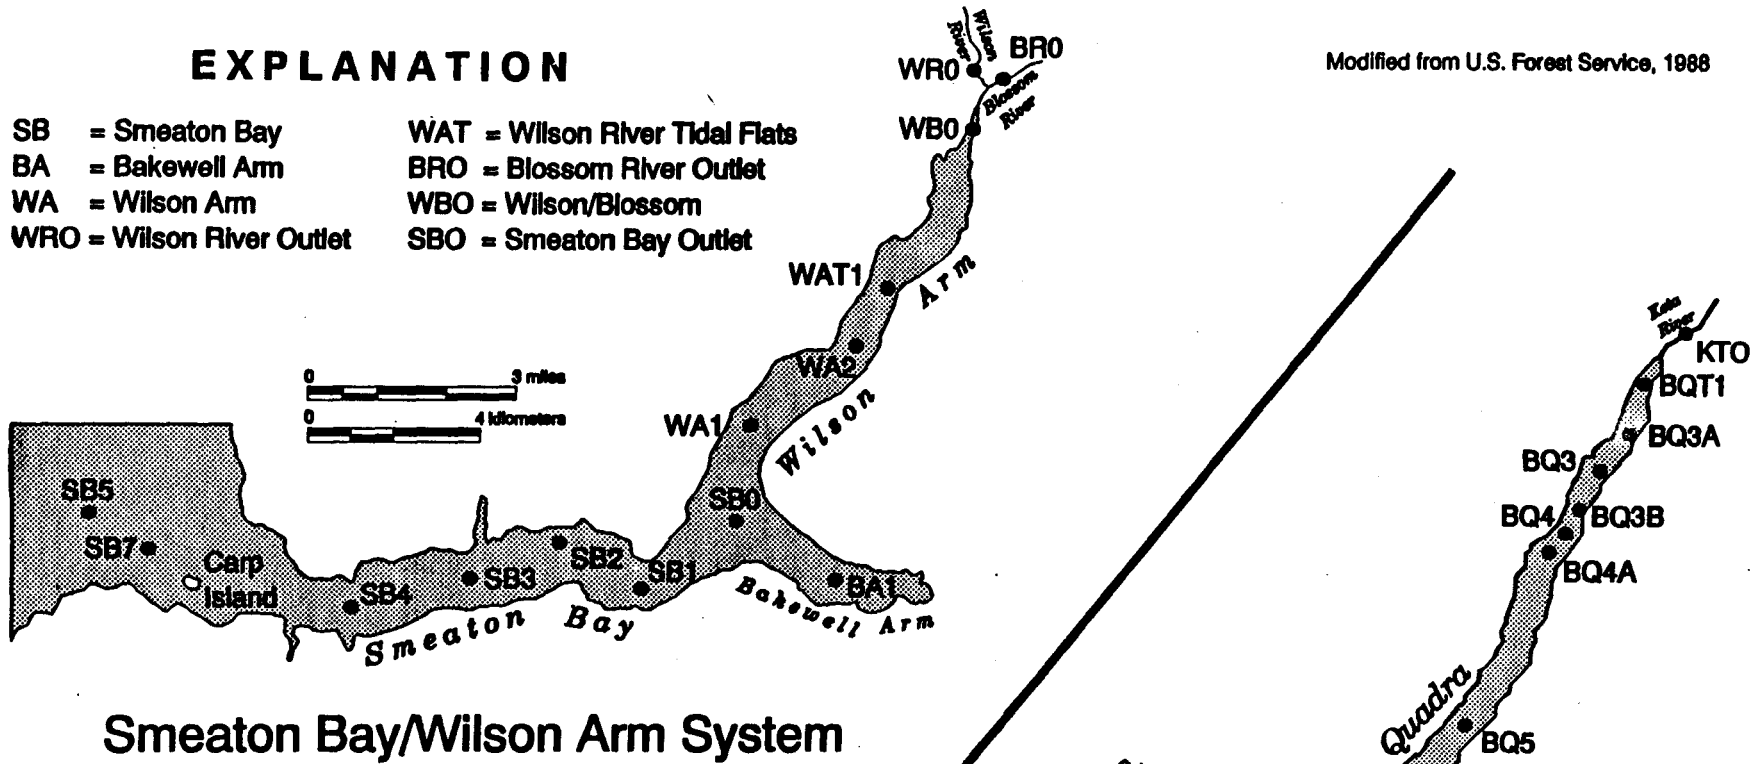 EXPLANATION
Modified from U.S. Forest Service, 1988
SB = Smeaton Bay
BA = Bakewell Arm
WA = Wilson Arm
WRO = Wilson River Outlet
WAT = Wilson River Tidal Flats
BRO = Blossom River Outlet
WBO = Wilson/Blossom
SBO = Smeaton Bay Outlet
Wilson
River
WR0
BR0
Blossom
River
WB0
WAT1
Arm
WA2
Wilson
WA1
0 3 miles
0 4 kilometers
SB5
SB7
Carp
Island
SB4
SB3
SB2
SB1
SB0
BA1
Smeaton Bay
Bakewell Arm
Keta
River
KTO
BQT1
BQ3A
BQ3
BQ3B
BQ4
BQ4A
Quadra
BQ5
Smeaton Bay/Wilson Arm System